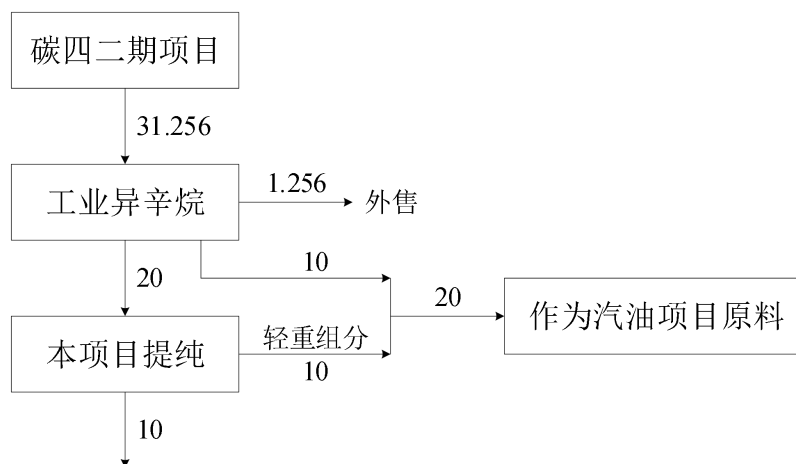 碳四二期项目
31.256
工业异辛烷
1.256
外售
20
10
20
作为汽油项目原料
本项目提纯
轻重组分
10
10